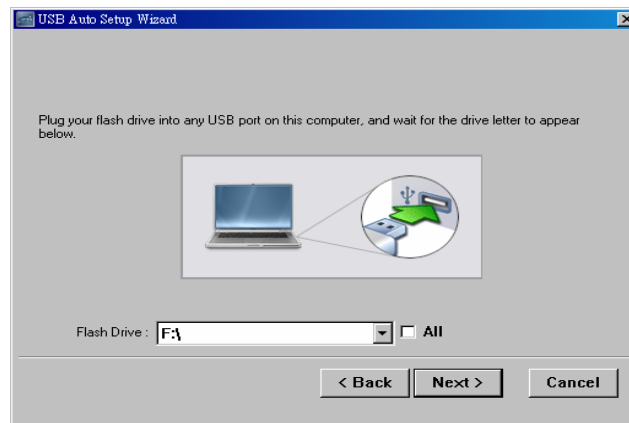 USB Auto Setup Wizard
Plug your flash drive into any USB port on this computer, and wait for the drive letter to appear
below.
Flash Drive : F:\ All
< Back Next > Cancel